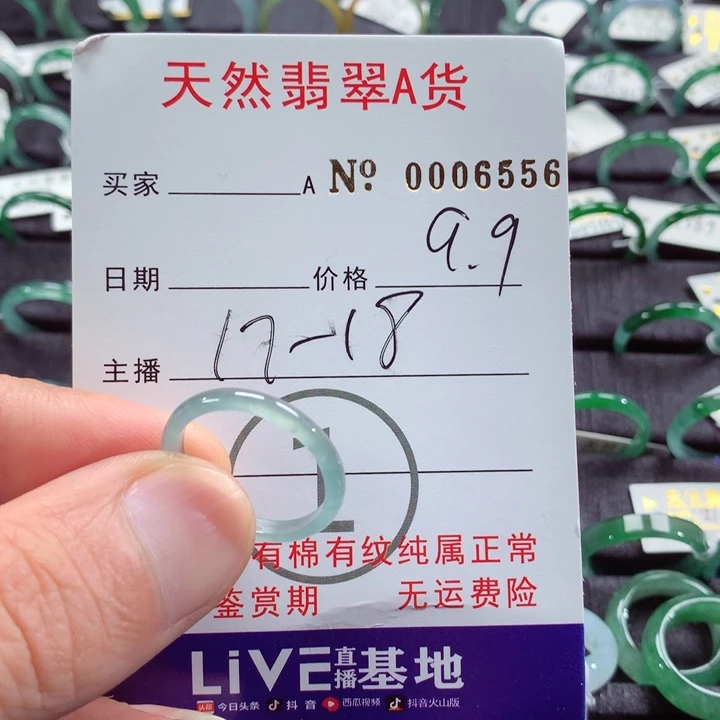 天然翡翠A货
买家 A № 0006556
日期 价格 9.9
主播 17-18
1
有棉有纹纯属正常
鉴赏期 无运费险
LiVE直播基地
头条 今日头条 抖音 西瓜视频 抖音火山版